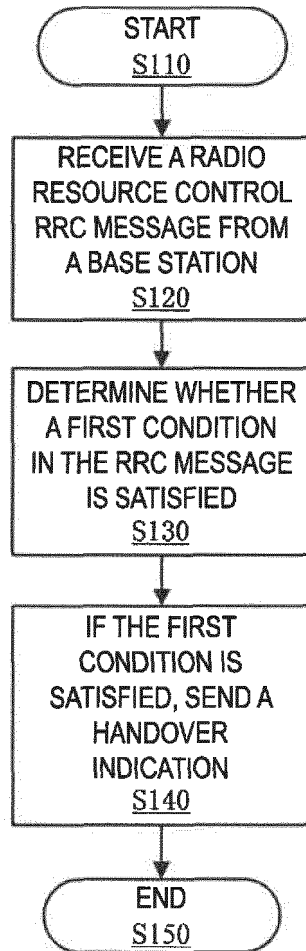 START
S110
RECEIVE A RADIO
RESOURCE CONTROL
RRC MESSAGE FROM
A BASE STATION
S120
DETERMINE WHETHER
A FIRST CONDITION
IN THE RRC MESSAGE
IS SATISFIED
S130
IF THE FIRST
CONDITION IS
SATISFIED, SEND A
HANDOVER
INDICATION
S140
END
S150